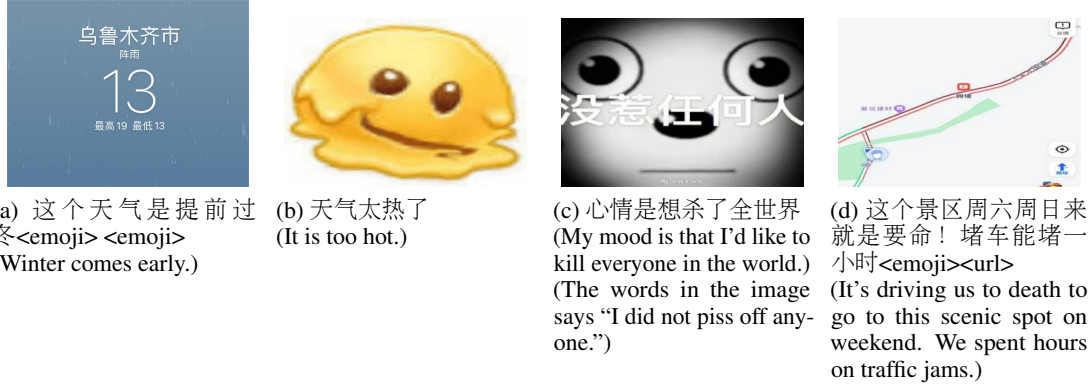 乌鲁木齐市
阵雨
13
最高19 最低13
没惹任何人
拥堵
a) 这个天气是提前过
冬<emoji> <emoji>
Winter comes early.)
(b) 天气太热了
(It is too hot.)
(c) 心情是想杀了全世界
(My mood is that I'd like to
kill everyone in the world.)
(The words in the image
says “I did not piss off any-
one.”)
(d) 这个景区周六周日来
就是要命！堵车能堵一
小时<emoji><url>
(It's driving us to death to
go to this scenic spot on
weekend. We spent hours
on traffic jams.)